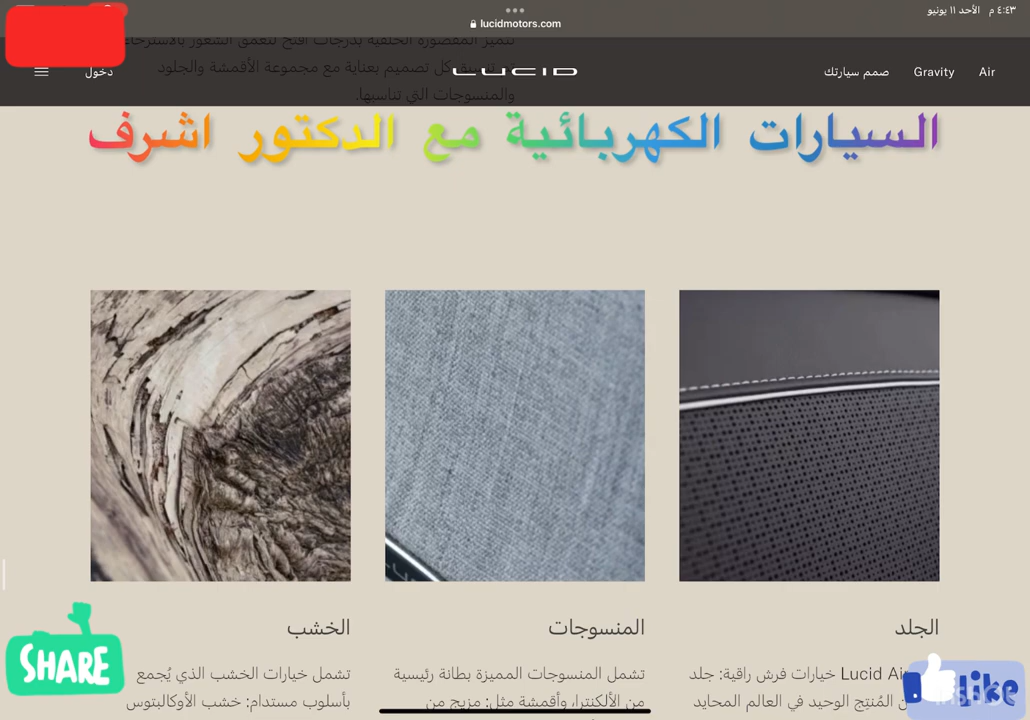 ٤:٤٣ م الأحد ١١ يونيو
lucidmotors.com
تتميز المقصورة الخلفية بدرجات أفتح لتعمق الشعور بالاسترخاء
كل تصميم بعناية مع مجموعة الأقمشة والجلود
والمنسوجات التي تناسبها.
Air
Gravity
صمم سيارتك
LUCID
دخول
السيارات الكهربائية مع الدكتور اشرف
الجلد
Lucid Air خيارات فرش راقية: جلد
المُنتِج الوحيد في العالم المحايد
المنسوجات
تشمل المنسوجات المميزة بطانة رئيسية
من الألكنترا، وأقمشة مثل: مزيج من
الخشب
تشمل خيارات الخشب الذي يُجمع
بأسلوب مستدام: خشب الأوكالبتوس
SHARE
Like